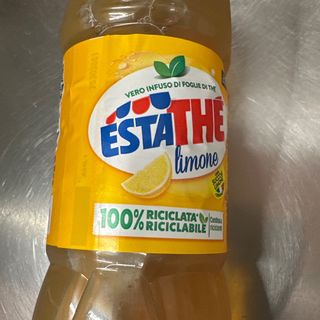 VERO INFUSO DI FOGLIE DI THÈ
ESTATHÉ
limone
100% RICICLATA*
RICICLABILE